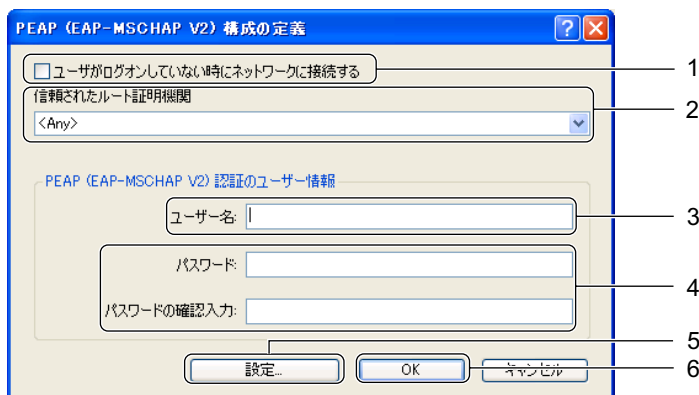 PEAP (EAP-MSCHAP V2) 構成の定義
ユーザがログオンしていない時にネットワークに接続する
1
信頼されたルート証明機関
2
<Any>
PEAP (EAP-MSCHAP V2) 認証のユーザー情報
ユーザー名:
3
パスワード:
4
パスワードの確認入力:
5
設定...
OK
キャンセル
6